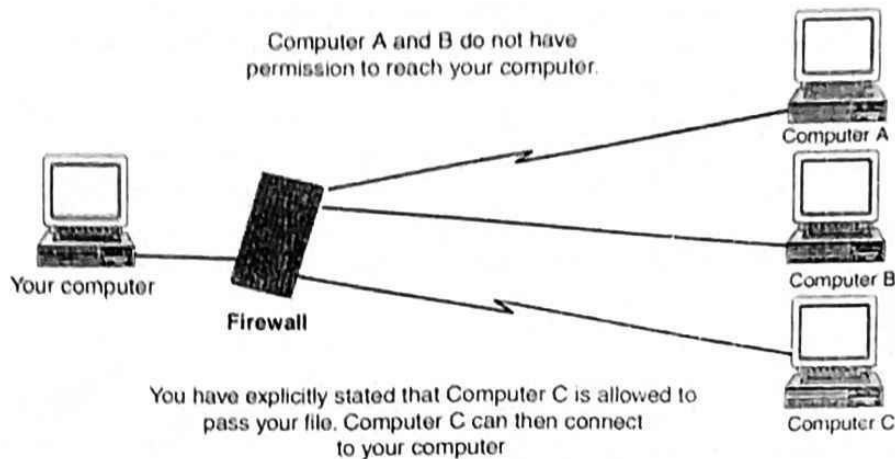 Computer A and B do not have
permission to reach your computer.
Computer A
Your computer
Firewall
Computer B
You have explicitly stated that Computer C is allowed to
pass your file. Computer C can then connect
to your computer
Computer C